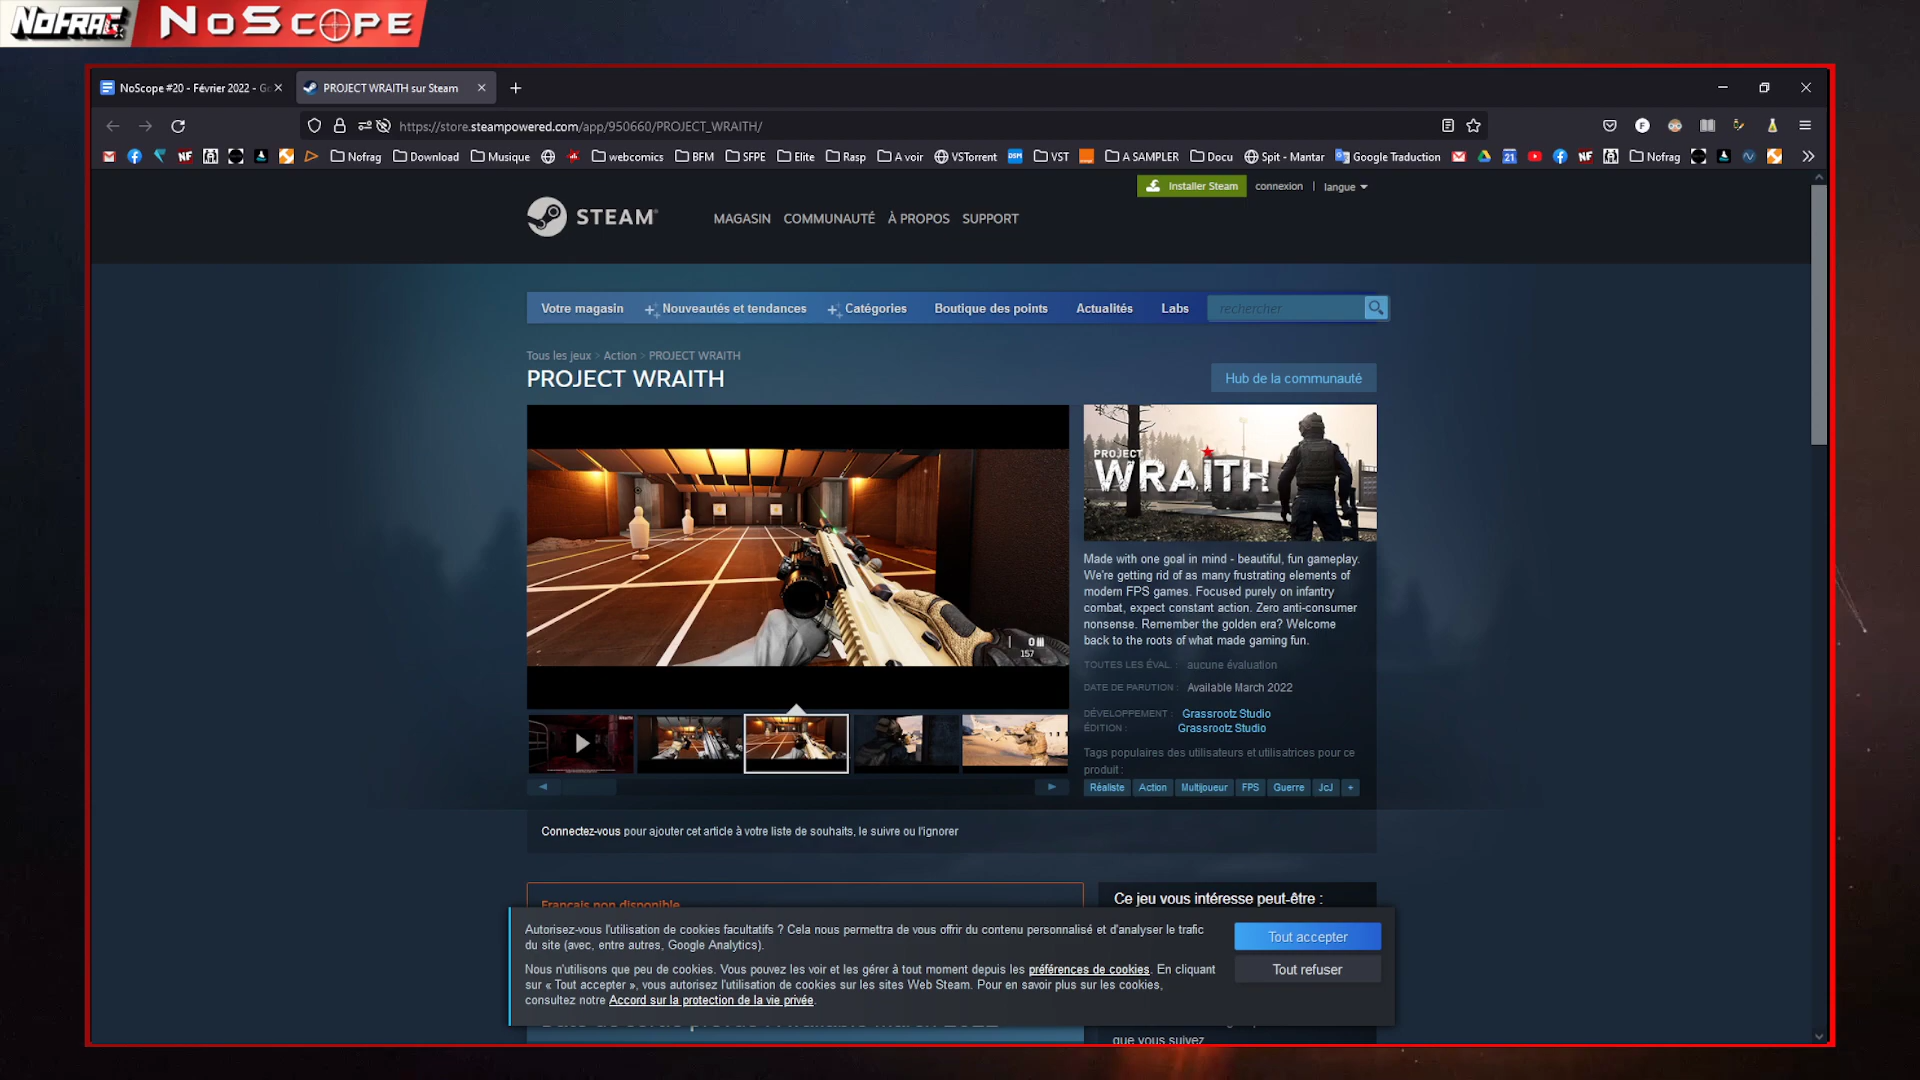 NOFRAG NOSCOPE
NoScope #20 - Février 2022 - Go
PROJECT WRAITH sur Steam
https://store.steampowered.com/app/950660/PROJECT_WRAITH/
NF Nofrag Download Musique webcomics BFM SFPE Elite Rasp A voir VSTorrent DSM VST A SAMPLER Docu Spit - Mantar Google Traduction 21 NF Nofrag
Installer Steam connexion | langue
STEAM®
MAGASIN COMMUNAUTÉ À PROPOS SUPPORT
Votre magasin Nouveautés et tendances Catégories Boutique des points Actualités Labs rechercher
Tous les jeux > Action > PROJECT WRAITH
PROJECT WRAITH
Hub de la communauté
157
PROJECT
WRAITH
Made with one goal in mind - beautiful, fun gameplay.
We're getting rid of as many frustrating elements of
modern FPS games. Focused purely on infantry
combat, expect constant action. Zero anti-consumer
nonsense. Remember the golden era? Welcome
back to the roots of what made gaming fun.
TOUTES LES ÉVAL. : aucune évaluation
DATE DE PARUTION : Available March 2022
DÉVELOPPEMENT : Grassrootz Studio
ÉDITION : Grassrootz Studio
Tags populaires des utilisateurs et utilisatrices pour ce
produit :
Réaliste Action Multijoueur FPS Guerre JcJ +
Connectez-vous pour ajouter cet article à votre liste de souhaits, le suivre ou l'ignorer
Français non disponible
Ce jeu vous intéresse peut-être :
Autorisez-vous l'utilisation de cookies facultatifs ? Cela nous permettra de vous offrir du contenu personnalisé et d'analyser le trafic
du site (avec, entre autres, Google Analytics).
Nous n'utilisons que peu de cookies. Vous pouvez les voir et les gérer à tout moment depuis les préférences de cookies. En cliquant
sur « Tout accepter », vous autorisez l'utilisation de cookies sur les sites Web Steam. Pour en savoir plus sur les cookies,
consultez notre Accord sur la protection de la vie privée.
Tout accepter
Tout refuser
que vous suivez